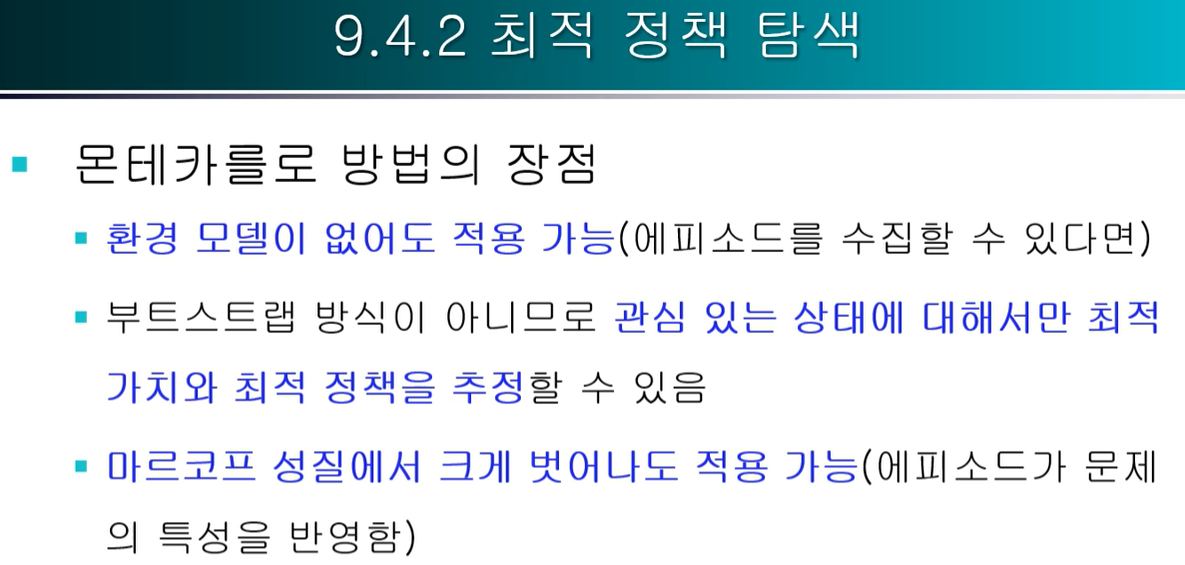 9.4.2 최적 정책 탐색
몬테카를로 방법의 장점
환경 모델이 없어도 적용 가능(에피소드를 수집할 수 있다면)
부트스트랩 방식이 아니므로 관심 있는 상태에 대해서만 최적
가치와 최적 정책을 추정할 수 있음
마르코프 성질에서 크게 벗어나도 적용 가능(에피소드가 문제
의 특성을 반영함)